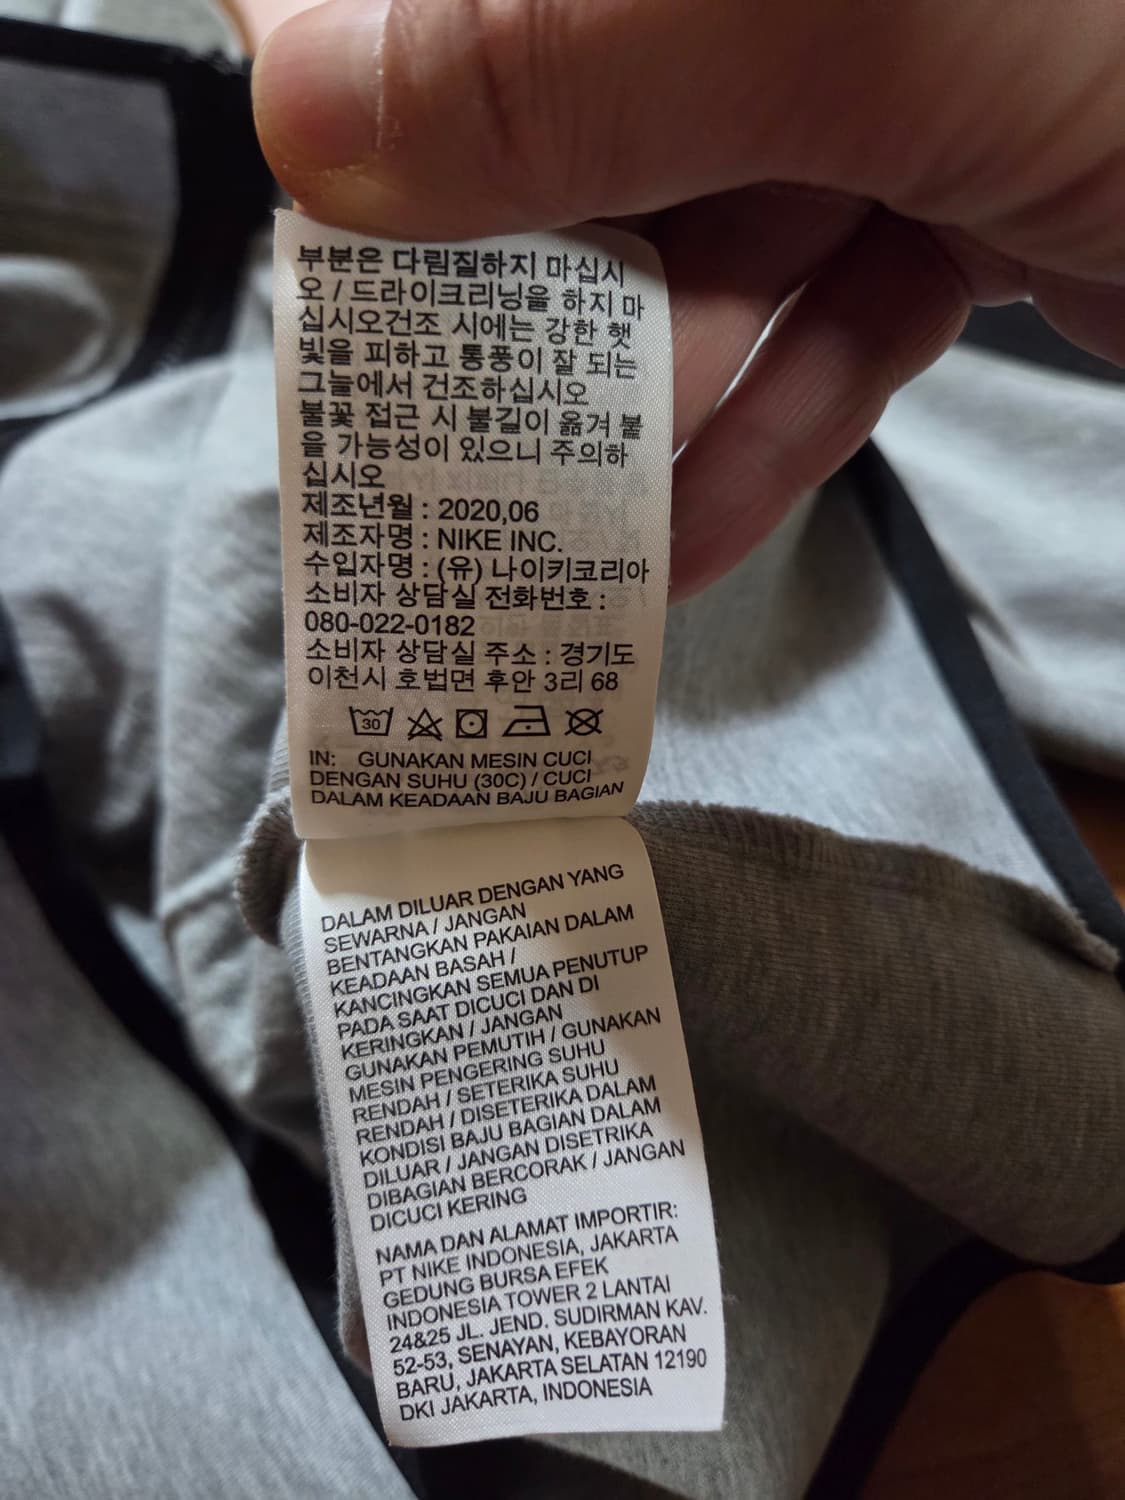 부분은 다림질하지 마십시
오 / 드라이크리닝을 하지 마
십시오건조 시에는 강한 햇
빛을 피하고 통풍이 잘 되는
그늘에서 건조하십시오
불꽃 접근 시 불길이 옮겨 붙
을 가능성이 있으니 주의하
십시오
제조년월 : 2020,06
제조자명 : NIKE INC.
수입자명 : (유) 나이키코리아
소비자 상담실 전화번호 :
080-022-0182
소비자 상담실 주소 : 경기도
이천시 호법면 후안 3리 68
30
IN: GUNAKAN MESIN CUCI
DENGAN SUHU (30C) / CUCI
DALAM KEADAAN BAJU BAGIAN
DALAM DILUAR DENGAN YANG
SEWARNA / JANGAN
BENTANGKAN PAKAIAN DALAM
KEADAAN BASAH /
KANCINGKAN SEMUA PENUTUP
PADA SAAT DICUCI DAN DI
KERINGKAN / JANGAN
GUNAKAN PEMUTIH / GUNAKAN
MESIN PENGERING SUHU
RENDAH / SETERIKA SUHU
RENDAH / DISETERIKA DALAM
KONDISI BAJU BAGIAN DALAM
DILUAR / JANGAN DISETRIKA
DIBAGIAN BERCORAK / JANGAN
DICUCI KERING
NAMA DAN ALAMAT IMPORTIR:
PT NIKE INDONESIA, JAKARTA
GEDUNG BURSA EFEK
INDONESIA TOWER 2 LANTAI
24&25 JL. JEND. SUDIRMAN KAV.
52-53, SENAYAN, KEBAYORAN
BARU, JAKARTA SELATAN 12190
DKI JAKARTA, INDONESIA